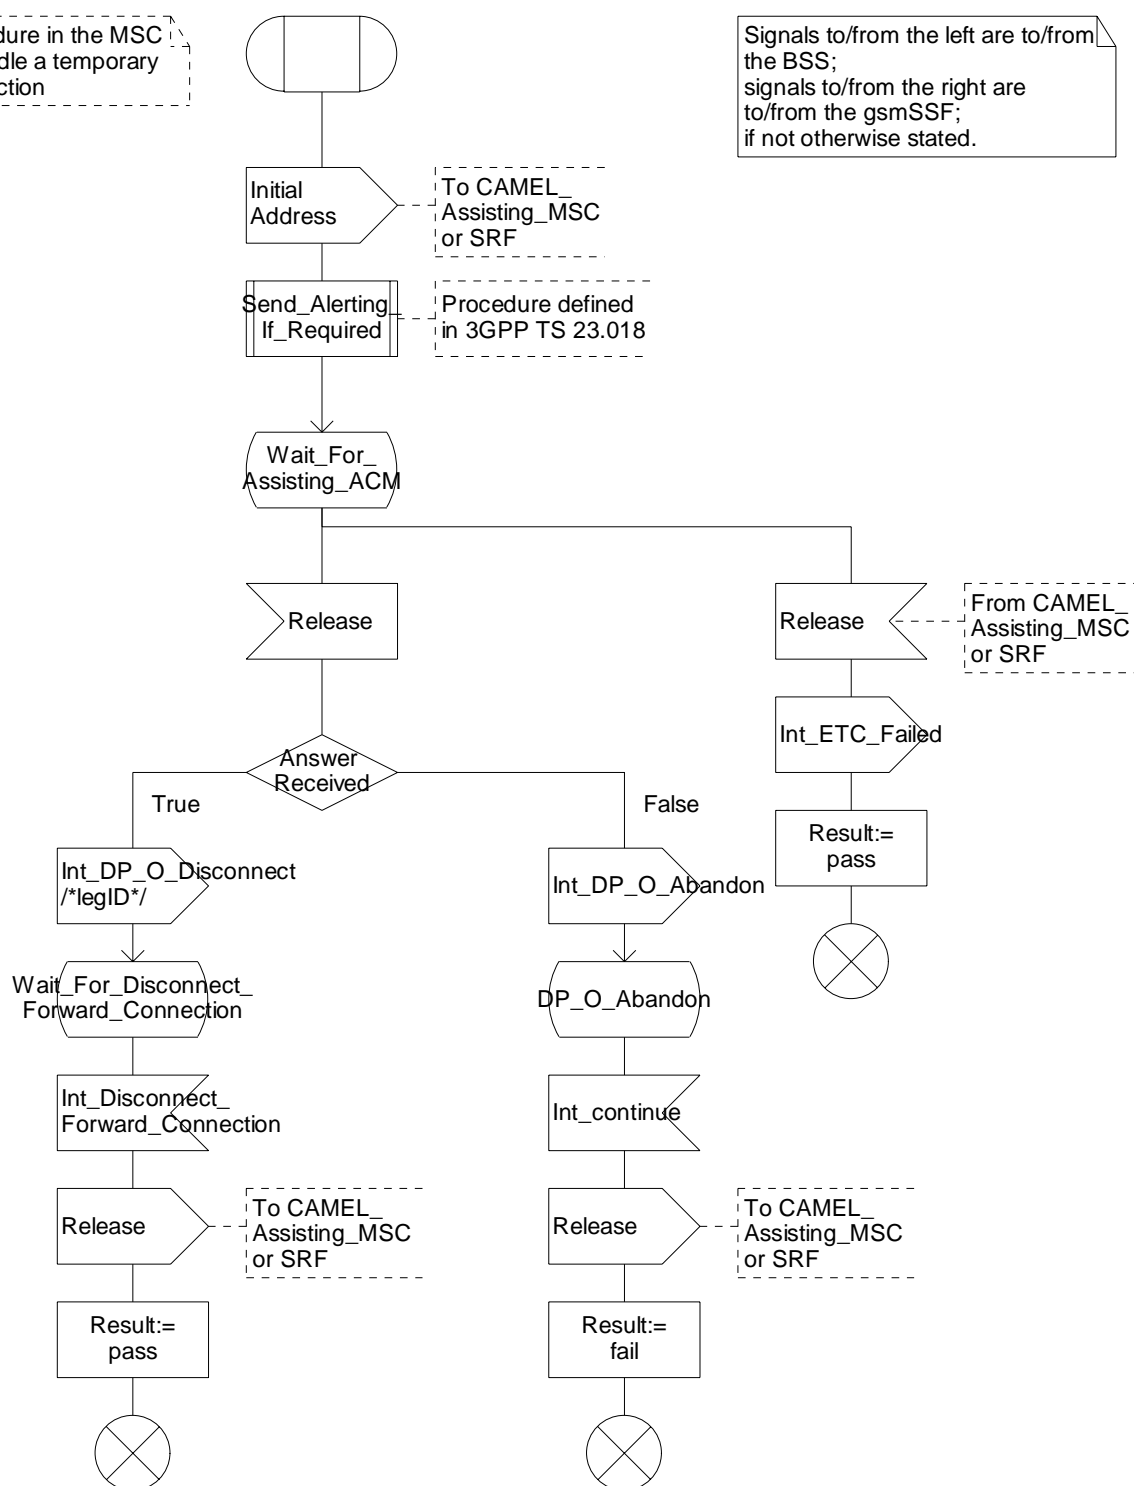 in the MSC
a temporary
Signals to/from the left are to/from
the BSS;
signals to/from the right are
to/from the gsmSSF;
if not otherwise stated.
Initial
Address
To CAMEL_
Assisting_MSC
or SRF
Send_Alerting_
If_Required
Procedure defined
in 3GPP TS 23.018
Wait_For_
Assisting_ACM
Release
Release
From CAMEL_
Assisting_MSC
or SRF
Int_ETC_Failed
Answer
Received
True
False
Result:=
pass
Int_DP_O_Disconnect
/*legID*/
Int_DP_O_Abandon
Wait_For_Disconnect_
Forward_Connection
DP_O_Abandon
Int_Disconnect_
Forward_Connection
Int_continue
Release
To CAMEL_
Assisting_MSC
or SRF
Release
To CAMEL_
Assisting_MSC
or SRF
Result:=
pass
Result:=
fail